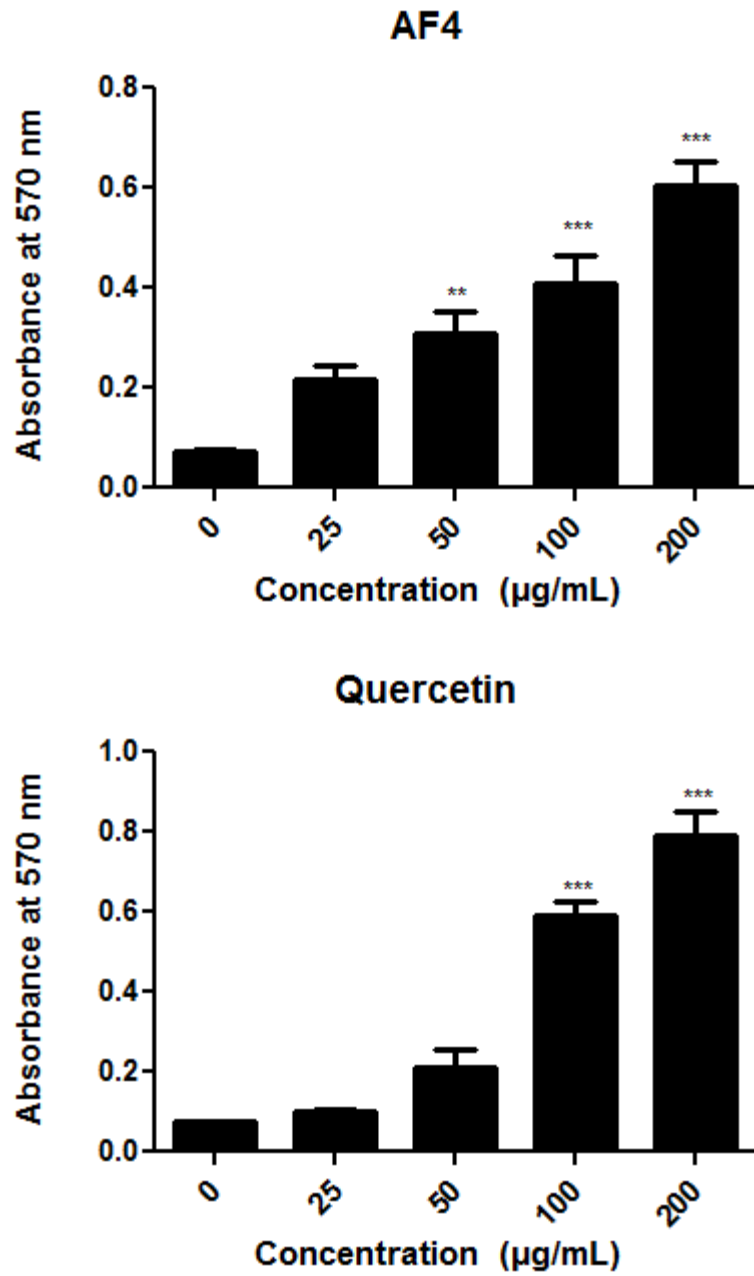 AF4
0.8
***
***
0.6
**
0.4
0.2
0.0
Absorbance at 570 nm
0 25 50 100 200
Concentration (µg/mL)
Quercetin
1.0
***
0.8
***
0.6
0.4
0.2
0.0
Absorbance at 570 nm
0 25 50 100 200
Concentration (µg/mL)